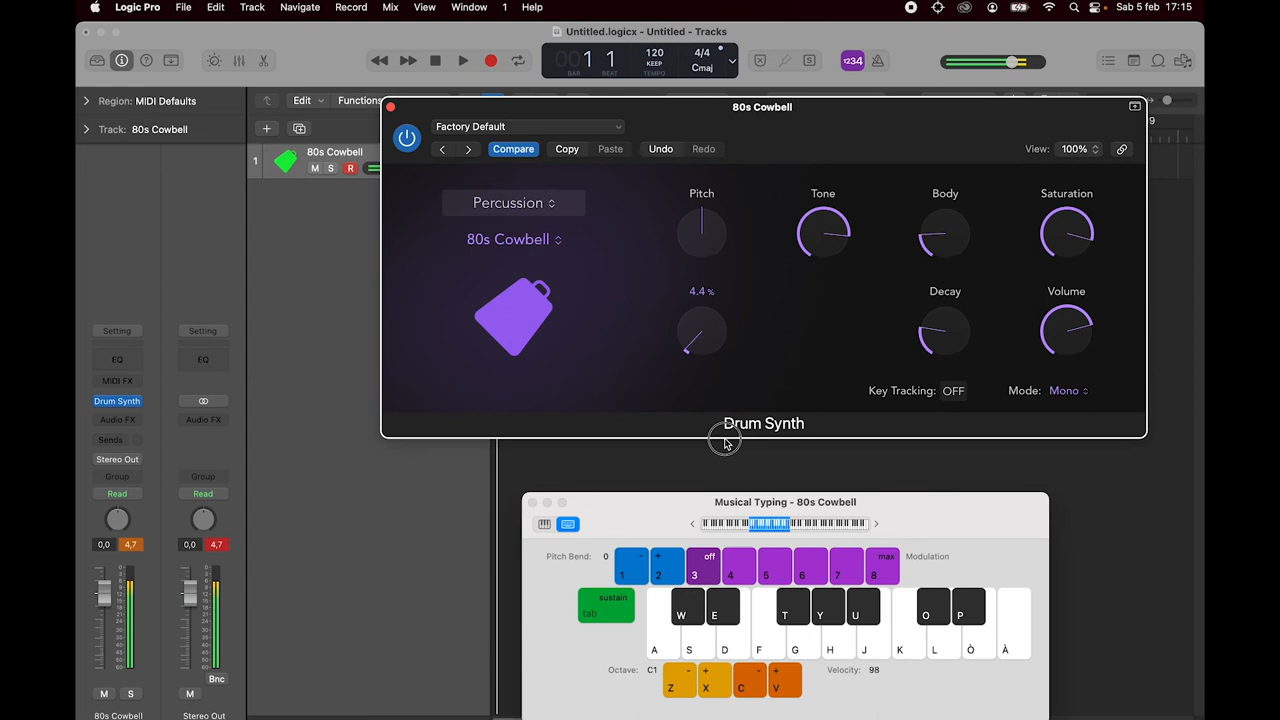 Logic Pro File Edit Track Navigate Record Mix View Window 1 Help Sab 5 feb 17:15
Untitled.logicx - Untitled - Tracks
001 1 120 4/4
KEEP Cmaj
BAR BEAT TEMPO
1234
Region: MIDI Defaults
Edit Functions
Track: 80s Cowbell
9
1 80s Cowbell
M S R
80s Cowbell
Factory Default
Compare Copy Paste Undo Redo View: 100%
Percussion
80s Cowbell
Pitch Tone Body Saturation
4.4 % Decay Volume
Key Tracking: OFF Mode: Mono
Drum Synth
Setting Setting
EQ EQ
MIDI FX
Drum Synth
Audio FX Audio FX
Sends
Stereo Out
Group Group
Read Read
0,0 4,7 0,0 4,7
Bnc
M S M
80s Cowbell Stereo Out
Musical Typing - 80s Cowbell
Pitch Bend: 0 - + off max Modulation
1 2 3 4 5 6 7 8
sustain
tab
W E T Y U O P
A S D F G H J K L Ò À
Octave: C1 - + - + Velocity: 98
Z X C V